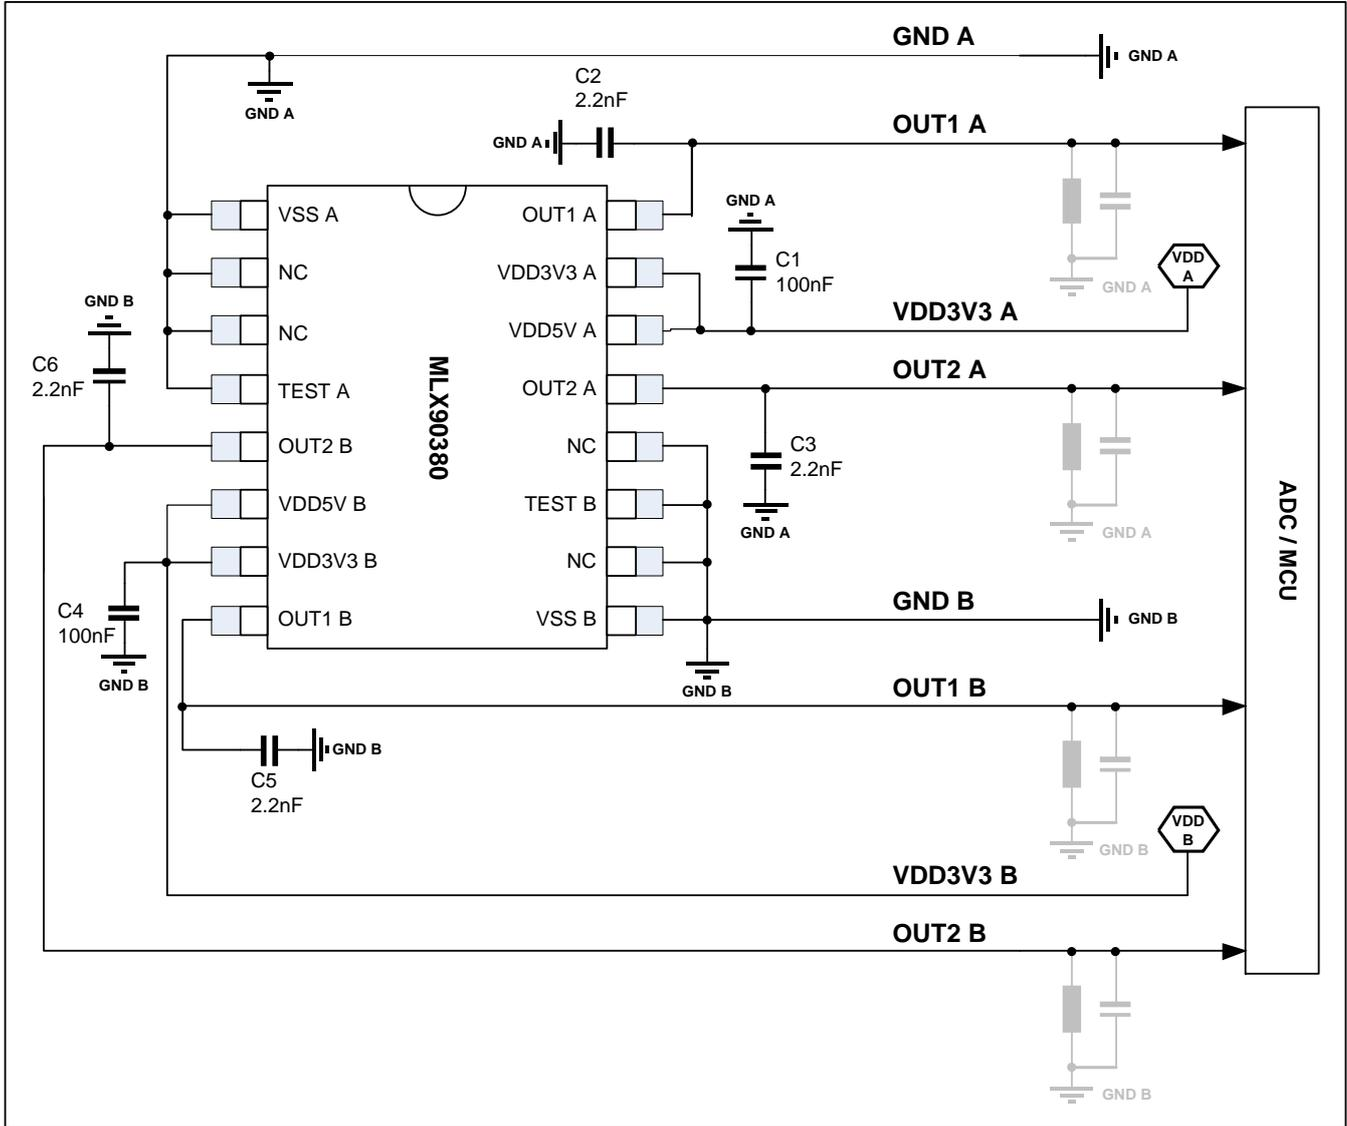 GND A
GND A
GND A
C2
2.2nF
GND A
OUT1 A
VSS A
OUT1 A
GND A
NC
VDD3V3 A
C1
100nF
VDD
A
GND A
GND B
NC
VDD5V A
VDD3V3 A
C6
2.2nF
TEST A
OUT2 A
OUT2 A
MLX90380
OUT2 B
NC
C3
2.2nF
VDD5V B
TEST B
GND A
GND A
ADC / MCU
VDD3V3 B
NC
C4
100nF
OUT1 B
VSS B
GND B
GND B
GND B
GND B
OUT1 B
GND B
C5
2.2nF
VDD
B
GND B
VDD3V3 B
OUT2 B
GND B